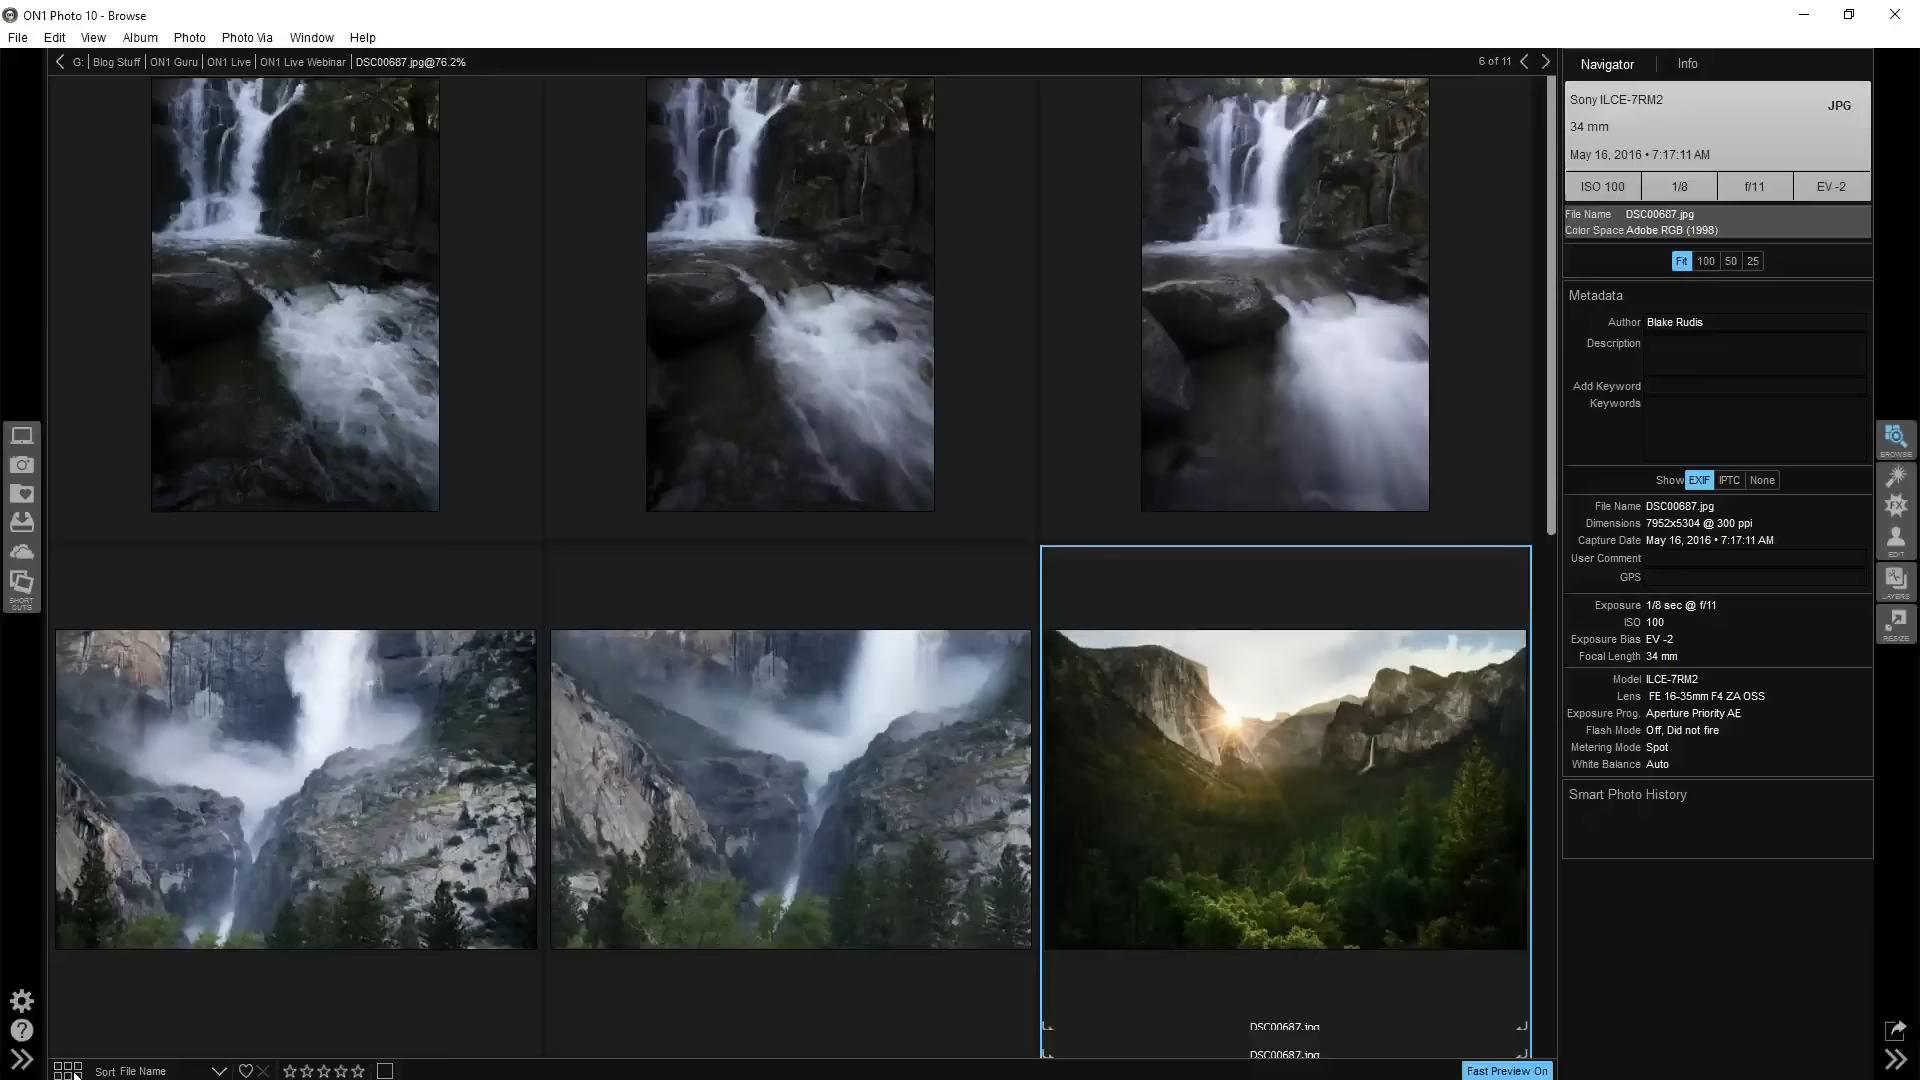 ON1 Photo 10 - Browse
File Edit View Album Photo Photo Via Window Help
G: | Blog Stuff | ON1 Guru | ON1 Live | ON1 Live Webinar | DSC00687.jpg@76.2%
6 of 11
Navigator Info
Sony ILCE-7RM2
JPG
34 mm
May 16, 2016 • 7:17:11 AM
ISO 100 1/8 f/11 EV -2
File Name DSC00687.jpg
Color Space Adobe RGB (1998)
Fit 100 50 25
Metadata
Author Blake Rudis
Description
Add Keyword
Keywords
Show EXIF IPTC None
File Name DSC00687.jpg
Dimensions 7952x5304 @ 300 ppi
Capture Date May 16, 2016 • 7:17:11 AM
User Comment
GPS
Exposure 1/8 sec @ f/11
ISO 100
Exposure Bias EV -2
Focal Length 34 mm
Model ILCE-7RM2
Lens FE 16-35mm F4 ZA OSS
Exposure Prog. Aperture Priority AE
Flash Mode Off, Did not fire
Metering Mode Spot
White Balance Auto
Smart Photo History
SHORT
CUTS
BROWSE
FX
EDIT
LAYERS
RESIZE
DSC00687.jpg
DSC00687.jpg
Sort File Name
Fast Preview On